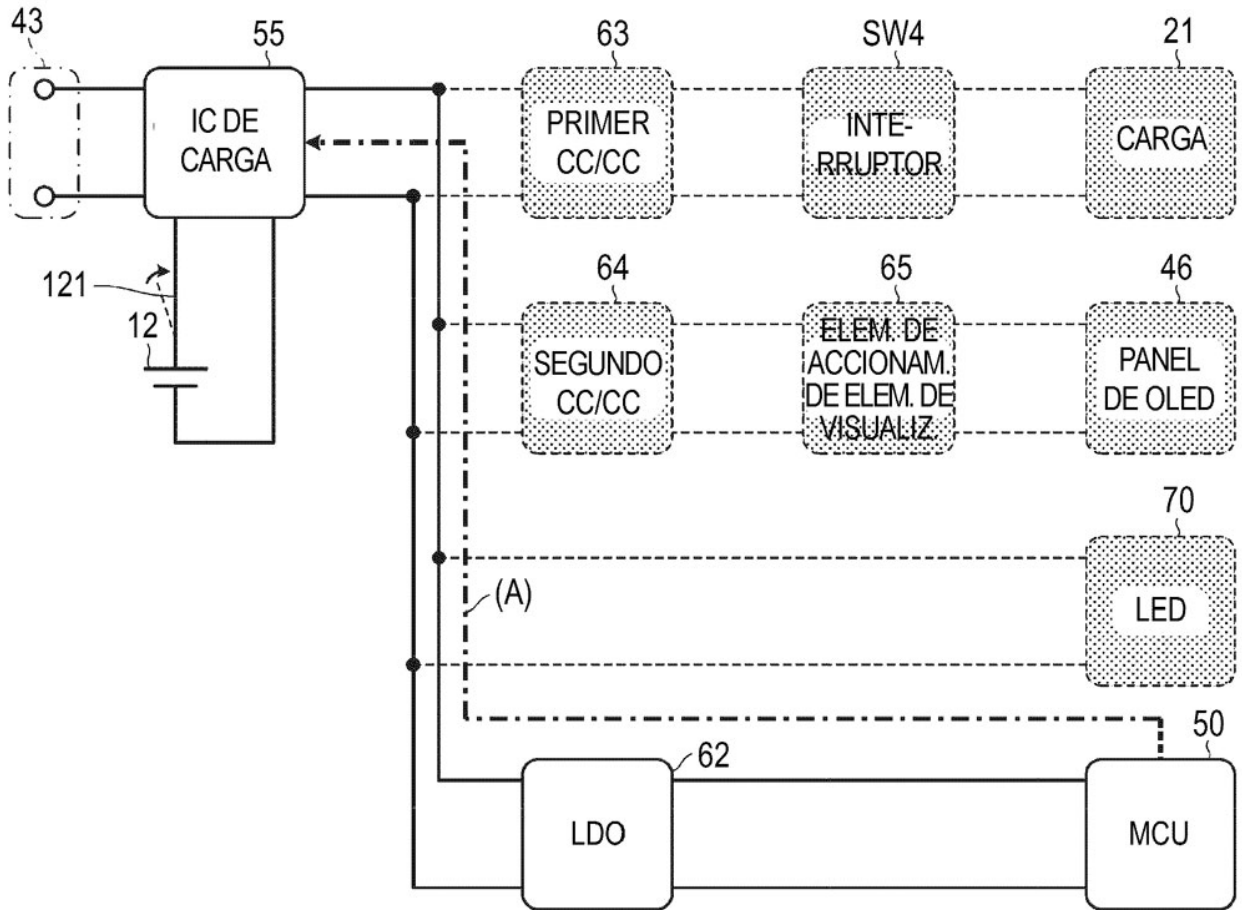 43
55
63
SW4
21
IC DE
CARGA
PRIMER
CC/CC
INTE-
RRUPTOR
CARGA
121
12
64
65
46
SEGUNDO
CC/CC
ELEM. DE
ACCIONAM.
DE ELEM. DE
VISUALIZ.
PANEL
DE OLED
70
(A)
LED
62
50
LDO
MCU